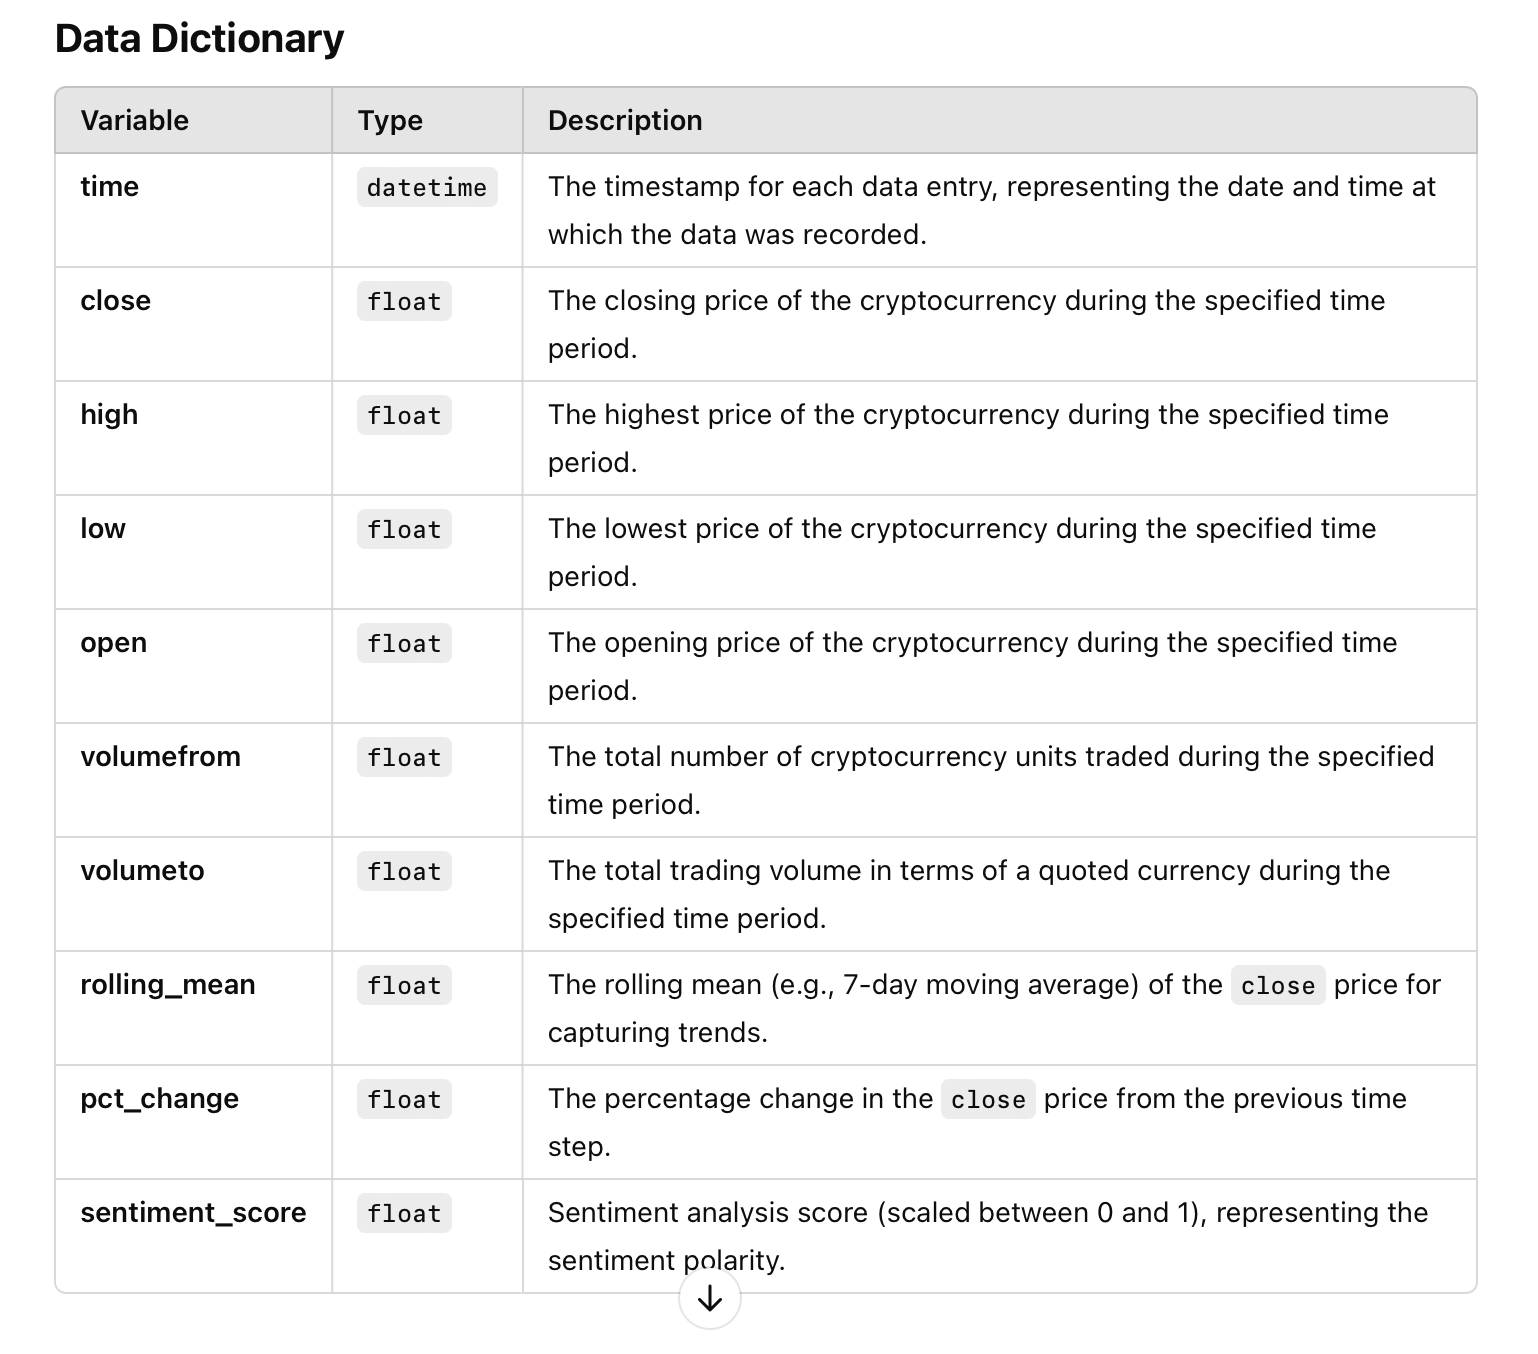 Data Dictionary
Variable Type Description
time datetime The timestamp for each data entry, representing the date and time at
which the data was recorded.
close float The closing price of the cryptocurrency during the specified time
period.
high float The highest price of the cryptocurrency during the specified time
period.
low float The lowest price of the cryptocurrency during the specified time
period.
open float The opening price of the cryptocurrency during the specified time
period.
volumefrom float The total number of cryptocurrency units traded during the specified
time period.
volumeto float The total trading volume in terms of a quoted currency during the
specified time period.
rolling_mean float The rolling mean (e.g., 7-day moving average) of the close price for
capturing trends.
pct_change float The percentage change in the close price from the previous time
step.
sentiment_score float Sentiment analysis score (scaled between 0 and 1), representing the
sentiment polarity.